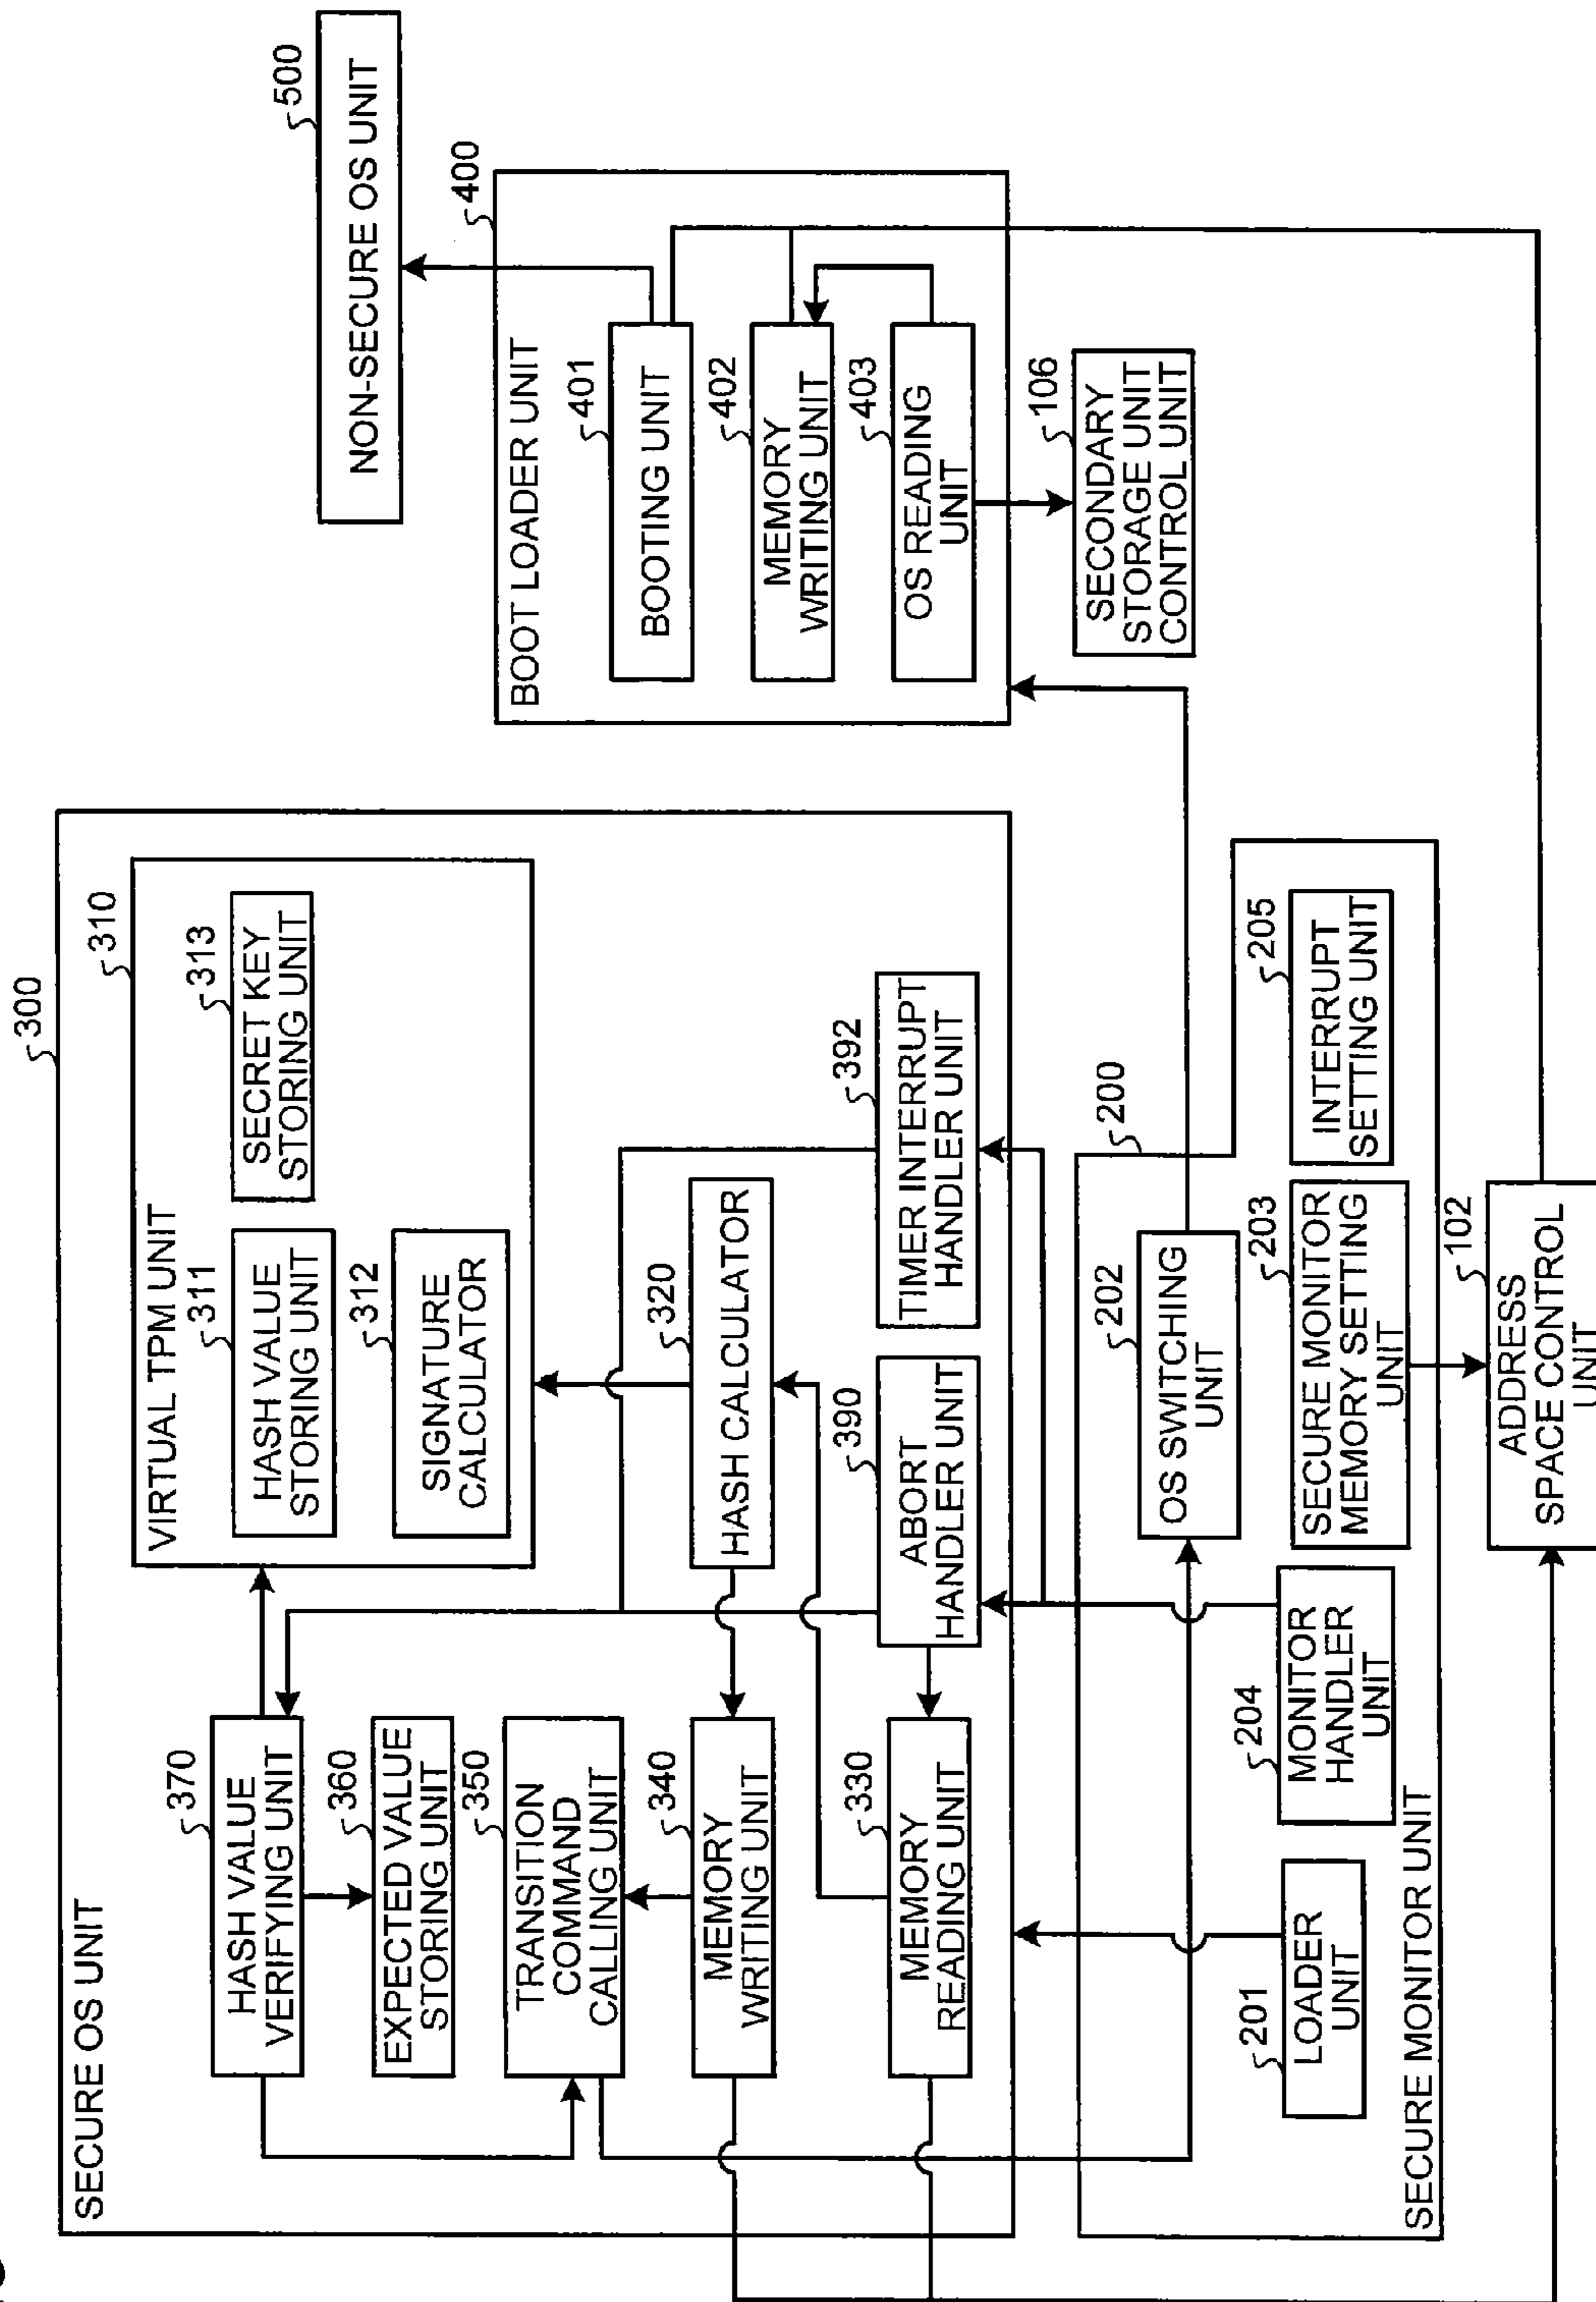 SECURE OS UNIT
300
VIRTUAL TPM UNIT
310
370
HASH VALUE
VERIFYING UNIT
311
HASH VALUE
STORING UNIT
313
SECRET KEY
STORING UNIT
360
EXPECTED VALUE
STORING UNIT
312
SIGNATURE
CALCULATOR
350
TRANSITION
COMMAND
CALLING UNIT
340
MEMORY
WRITING UNIT
320
HASH CALCULATOR
330
MEMORY
READING UNIT
390
ABORT
HANDLER UNIT
392
TIMER INTERRUPT
HANDLER UNIT
500
NON-SECURE OS UNIT
400
BOOT LOADER UNIT
401
BOOTING UNIT
402
MEMORY
WRITING UNIT
403
OS READING
UNIT
106
SECONDARY
STORAGE UNIT
CONTROL UNIT
200
202
OS SWITCHING
UNIT
201
LOADER
UNIT
204
MONITOR
HANDLER
UNIT
203
SECURE MONITOR
MEMORY SETTING
UNIT
205
INTERRUPT
SETTING UNIT
SECURE MONITOR UNIT
102
ADDRESS
SPACE CONTROL
UNIT